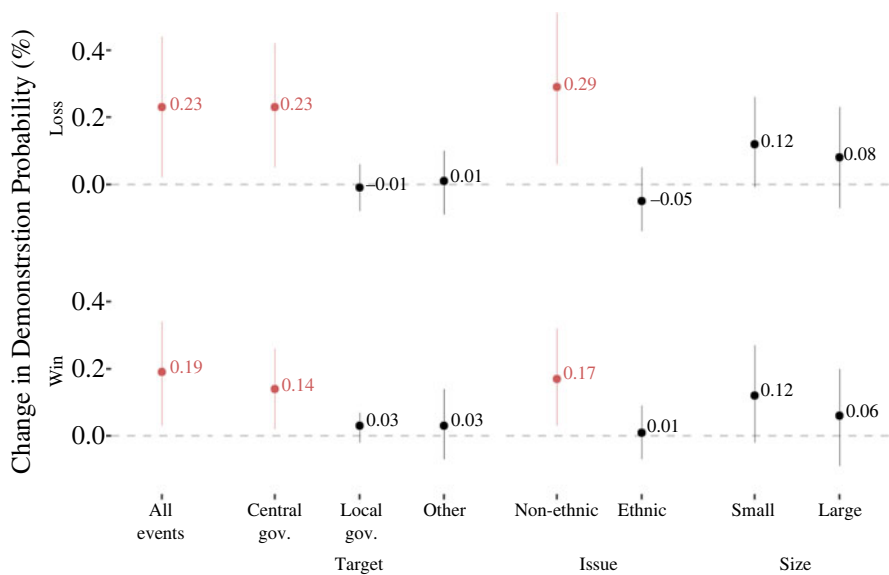 Change in Demonstrstion Probability (%)
Loss
0.4
0.2
0.0
0.23
0.23
−0.01
0.01
0.29
−0.05
0.12
0.08
Win
0.4
0.2
0.0
0.19
0.14
0.03
0.03
0.17
0.01
0.12
0.06
All events
Central gov.
Local gov.
Other
Non-ethnic
Ethnic
Small
Large
Target
Issue
Size